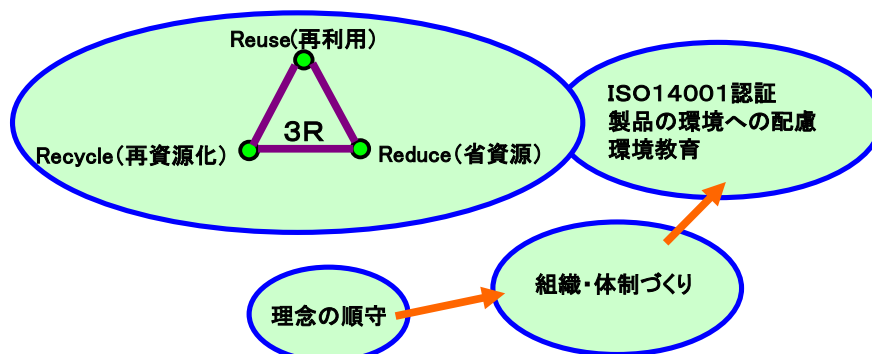 Reuse(再利用)
3R
Recycle(再資源化)
Reduce(省資源)
ISO14001認証
製品の環境への配慮
環境教育
組織・体制づくり
理念の順守